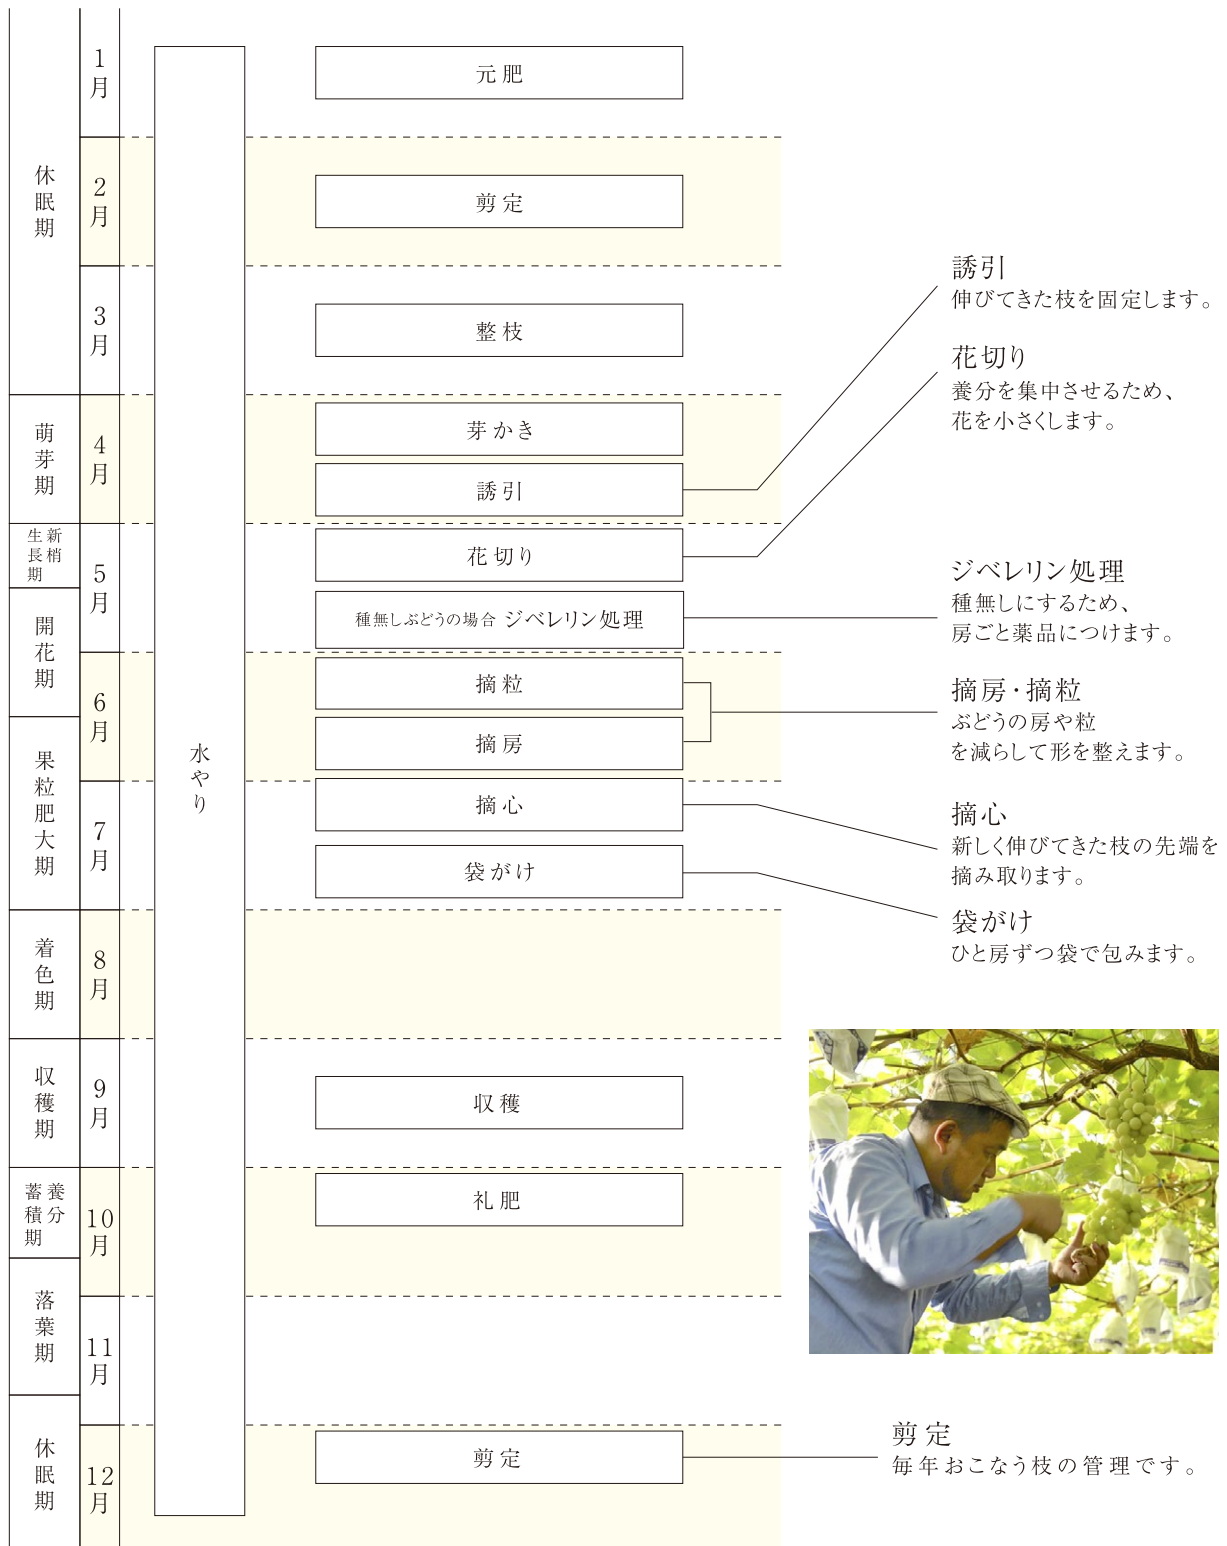 休眠期
萌芽期
新梢
生長期
開花期
果粒肥大期
着色期
収穫期
養分
蓄積期
落葉期
休眠期
1月
2月
3月
4月
5月
6月
7月
8月
9月
10月
11月
12月
水やり
元肥
剪定
整枝
芽かき
誘引
花切り
種無しぶどうの場合 ジベレリン処理
摘粒
摘房
摘心
袋がけ
収穫
礼肥
剪定
誘引
伸びてきた枝を固定します。
花切り
養分を集中させるため、
花を小さくします。
ジベレリン処理
種無しにするため、
房ごと薬品につけます。
摘房・摘粒
ぶどうの房や粒
を減らして形を整えます。
摘心
新しく伸びてきた枝の先端を
摘み取ります。
袋がけ
ひと房ずつ袋で包みます。
剪定
毎年おこなう枝の管理です。